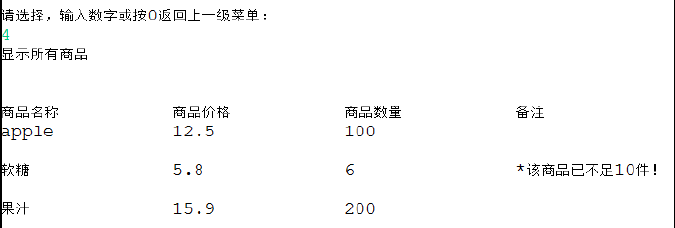 请选择，输入数字或按0返回上一级菜单：
4
显示所有商品
商品名称 商品价格 商品数量 备注
apple 12.5 100
软糖 5.8 6 *该商品已不足10件！
果汁 15.9 200